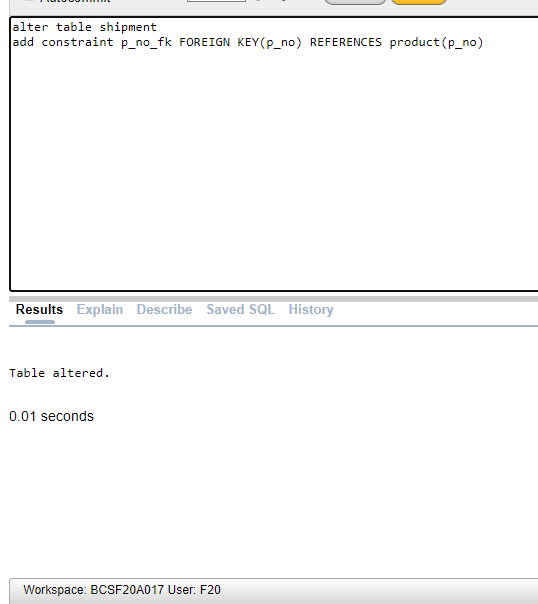 Autocommit
alter table shipment
add constraint p_no_fk FOREIGN KEY(p_no) REFERENCES product(p_no)
Results Explain Describe Saved SQL History
Table altered.
0.01 seconds
Workspace: BCSF20A017 User: F20